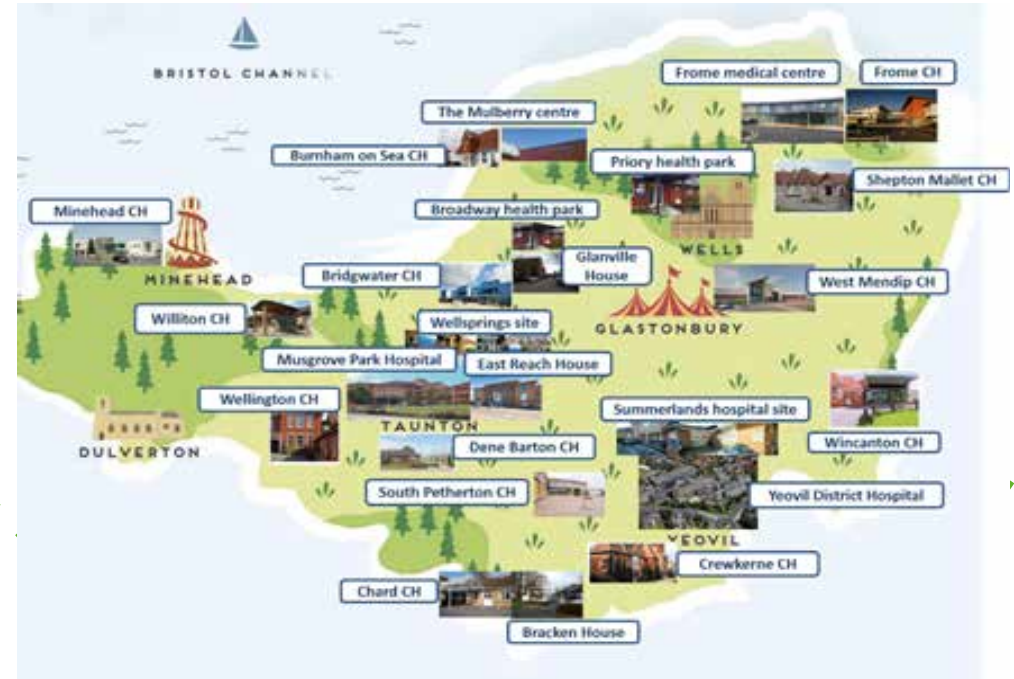 BRISTOL CHANNEL
Frome medical centre
Frome CH
The Mulberry centre
Burnham on Sea CH
Priory health park
Shepton Mallet CH
Minehead CH
Broadway health park
WELLS
MINEHEAD
Bridgwater CH
Glanville
House
West Mendip CH
Williton CH
Wellsprings site
GLASTONBURY
Musgrove Park Hospital
East Reach House
Wellington CH
Summerlands hospital site
TAUNTON
Wincanton CH
DULVERTON
Dene Barton CH
South Petherton CH
Yeovil District Hospital
YEOVIL
Crewkerne CH
Chard CH
Bracken House